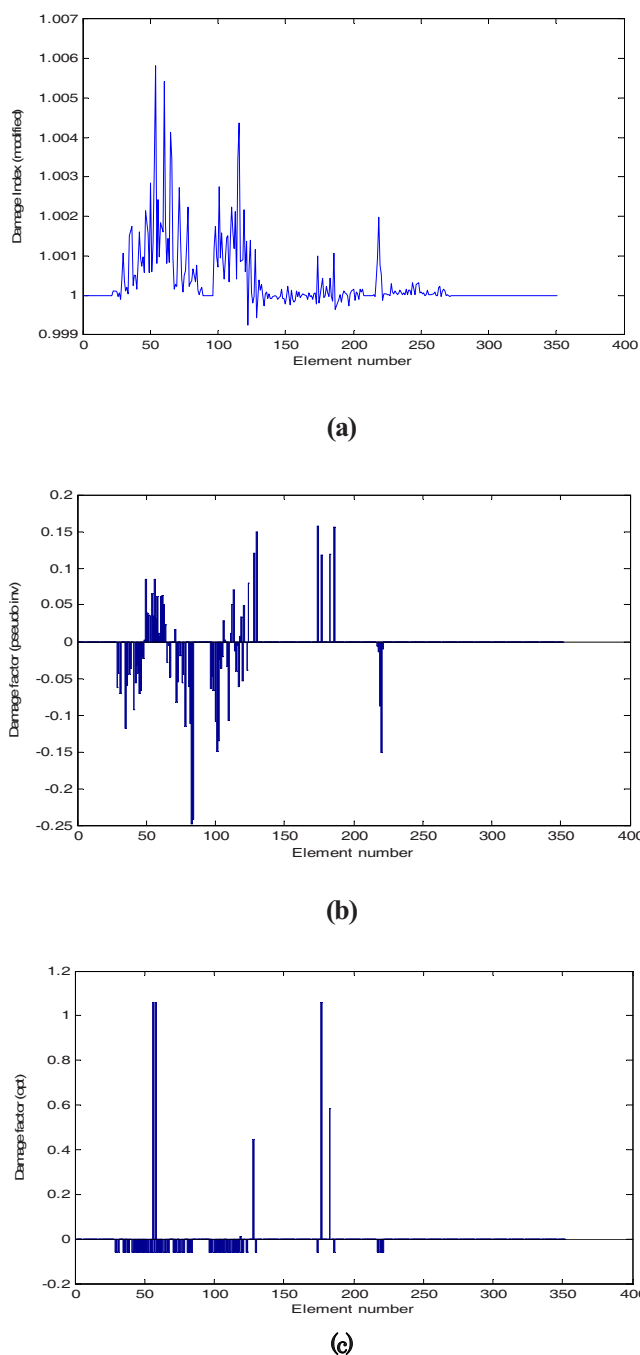 1.007
1.006
1.005
1.004
1.003
1.002
1.001
1
0.999
Damage Index (modified)
0 50 100 150 200 250 300 350 400
Element number
(a)
0.2
0.15
0.1
0.05
0
-0.05
-0.1
-0.15
-0.2
-0.25
Damage factor (pseudo inv)
0 50 100 150 200 250 300 350 400
Element number
(b)
1.2
1
0.8
0.6
0.4
0.2
0
-0.2
Damage factor (opt)
0 50 100 150 200 250 300 350 400
Element number
(c)